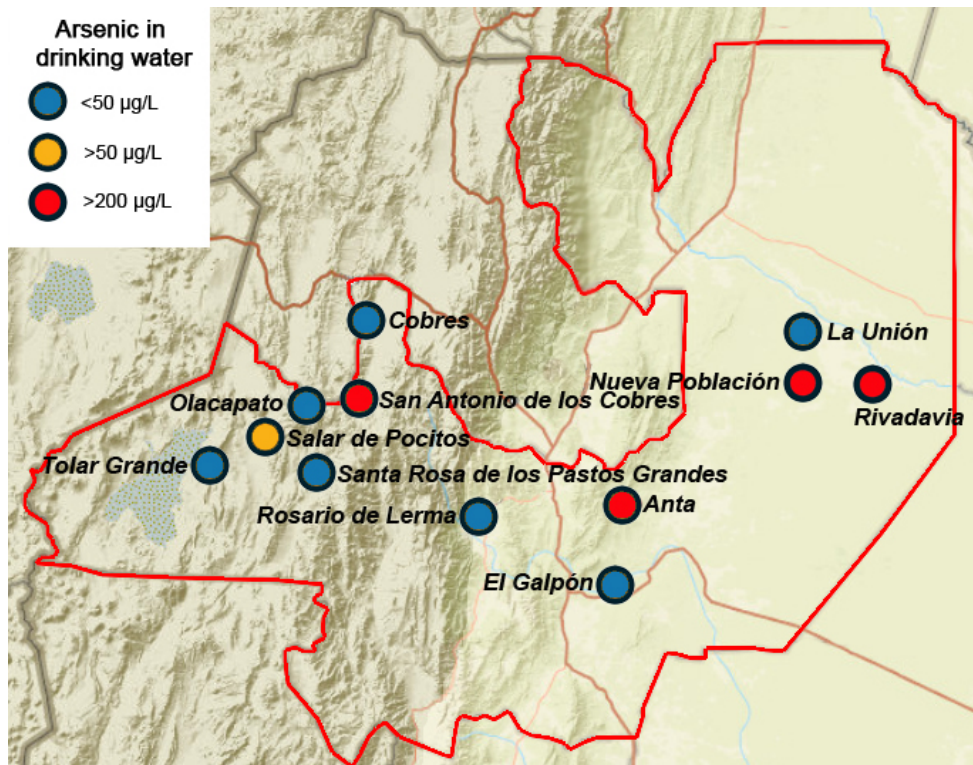 Arsenic in
drinking water
<50 µg/L
>50 µg/L
>200 µg/L
Cobres
La Unión
Nueva Población
Rivadavia
Olacapato
San Antonio de los Cobres
Salar de Pocitos
Tolar Grande
Santa Rosa de los Pastos Grandes
Rosario de Lerma
Anta
El Galpón